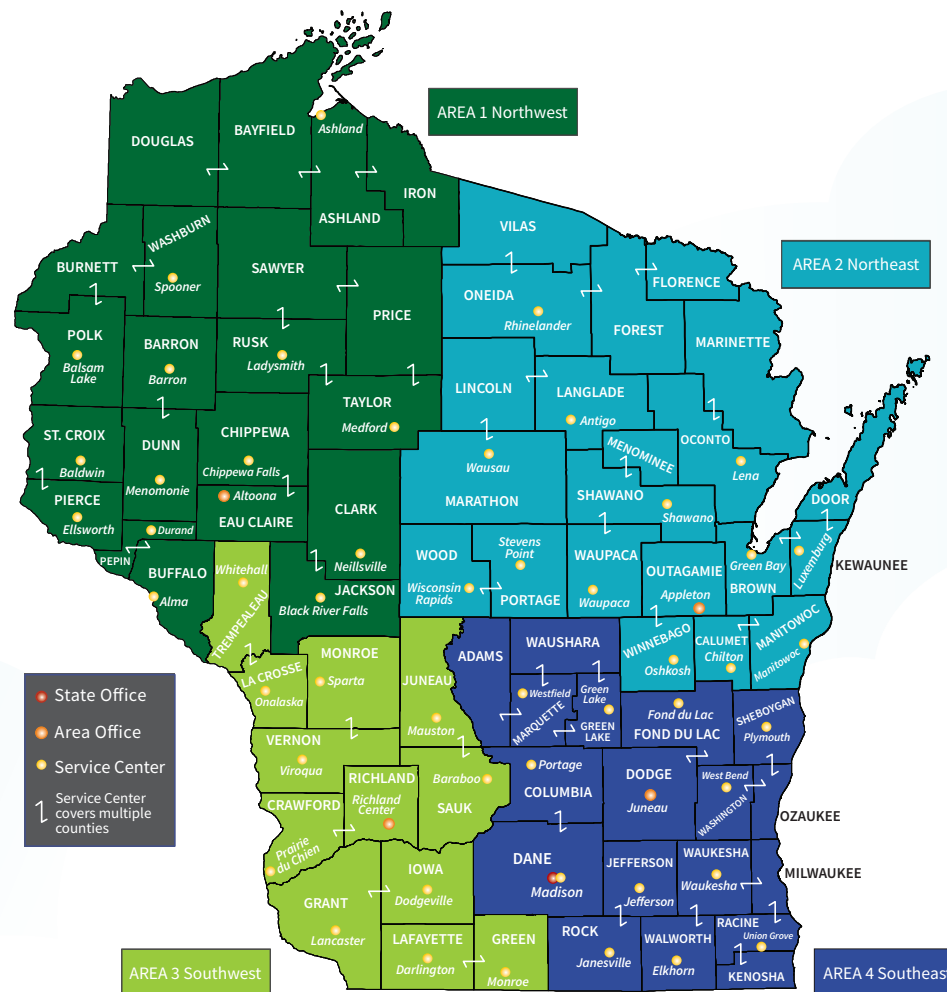 AREA 1 Northwest
DOUGLAS
BAYFIELD
Ashland
IRON
ASHLAND
WASHBURN
BURNETT
Spooner
SAWYER
PRICE
POLK
Balsam
Lake
BARRON
Barron
RUSK
Ladysmith
TAYLOR
Medford
ST. CROIX
Baldwin
DUNN
Menomonie
CHIPPEWA
Chippewa Falls
Altoona
EAU CLAIRE
CLARK
Neillsville
PIERCE
Ellsworth
Durand
PEPIN
BUFFALO
Alma
JACKSON
Black River Falls
AREA 2 Northeast
VILAS
FLORENCE
ONEIDA
Rhinelander
FOREST
MARINETTE
LINCOLN
LANGLADE
Antigo
OCONTO
Lena
Wausau
MARATHON
MENOMINEE
SHAWANO
Shawano
DOOR
WOOD
Wisconsin
Rapids
Stevens
Point
PORTAGE
WAUPACA
Waupaca
OUTAGAMIE
Appleton
Green Bay
BROWN
Luxemburg
KEWAUNEE
WINNEBAGO
Oshkosh
CALUMET
Chilton
MANITOWOC
Manitowoc
Whitehall
TREMPEALEAU
LA CROSSE
Onalaska
MONROE
Sparta
JUNEAU
Mauston
VERNON
Viroqua
RICHLAND
Richland
Center
Baraboo
SAUK
CRAWFORD
Prairie
du Chien
GRANT
Lancaster
IOWA
Dodgeville
LAFAYETTE
Darlington
GREEN
Monroe
AREA 3 Southwest
ADAMS
WAUSHARA
Westfield
MARQUETTE
Green
Lake
GREEN
LAKE
Fond du Lac
FOND DU LAC
SHEBOYGAN
Plymouth
Portage
COLUMBIA
DODGE
Juneau
West Bend
WASHINGTON
OZAUKEE
DANE
Madison
JEFFERSON
Jefferson
WAUKESHA
Waukesha
MILWAUKEE
ROCK
Janesville
WALWORTH
Elkhorn
RACINE
Union Grove
KENOSHA
AREA 4 Southeast
State Office
Area Office
Service Center
Service Center
covers multiple
counties